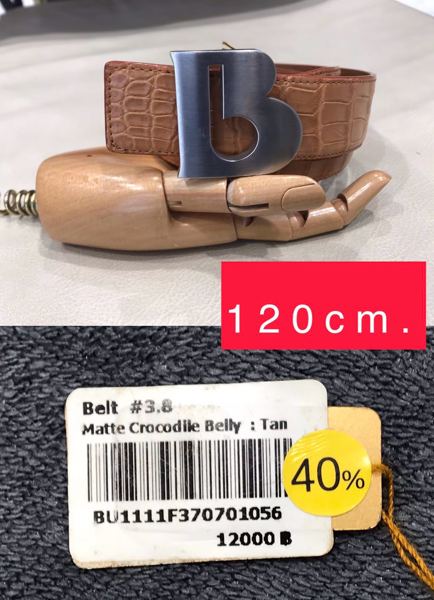 B
120cm.
Belt #3.8
Matte Crocodile Belly : Tan
40%
BU1111F370701056
12000 ฿